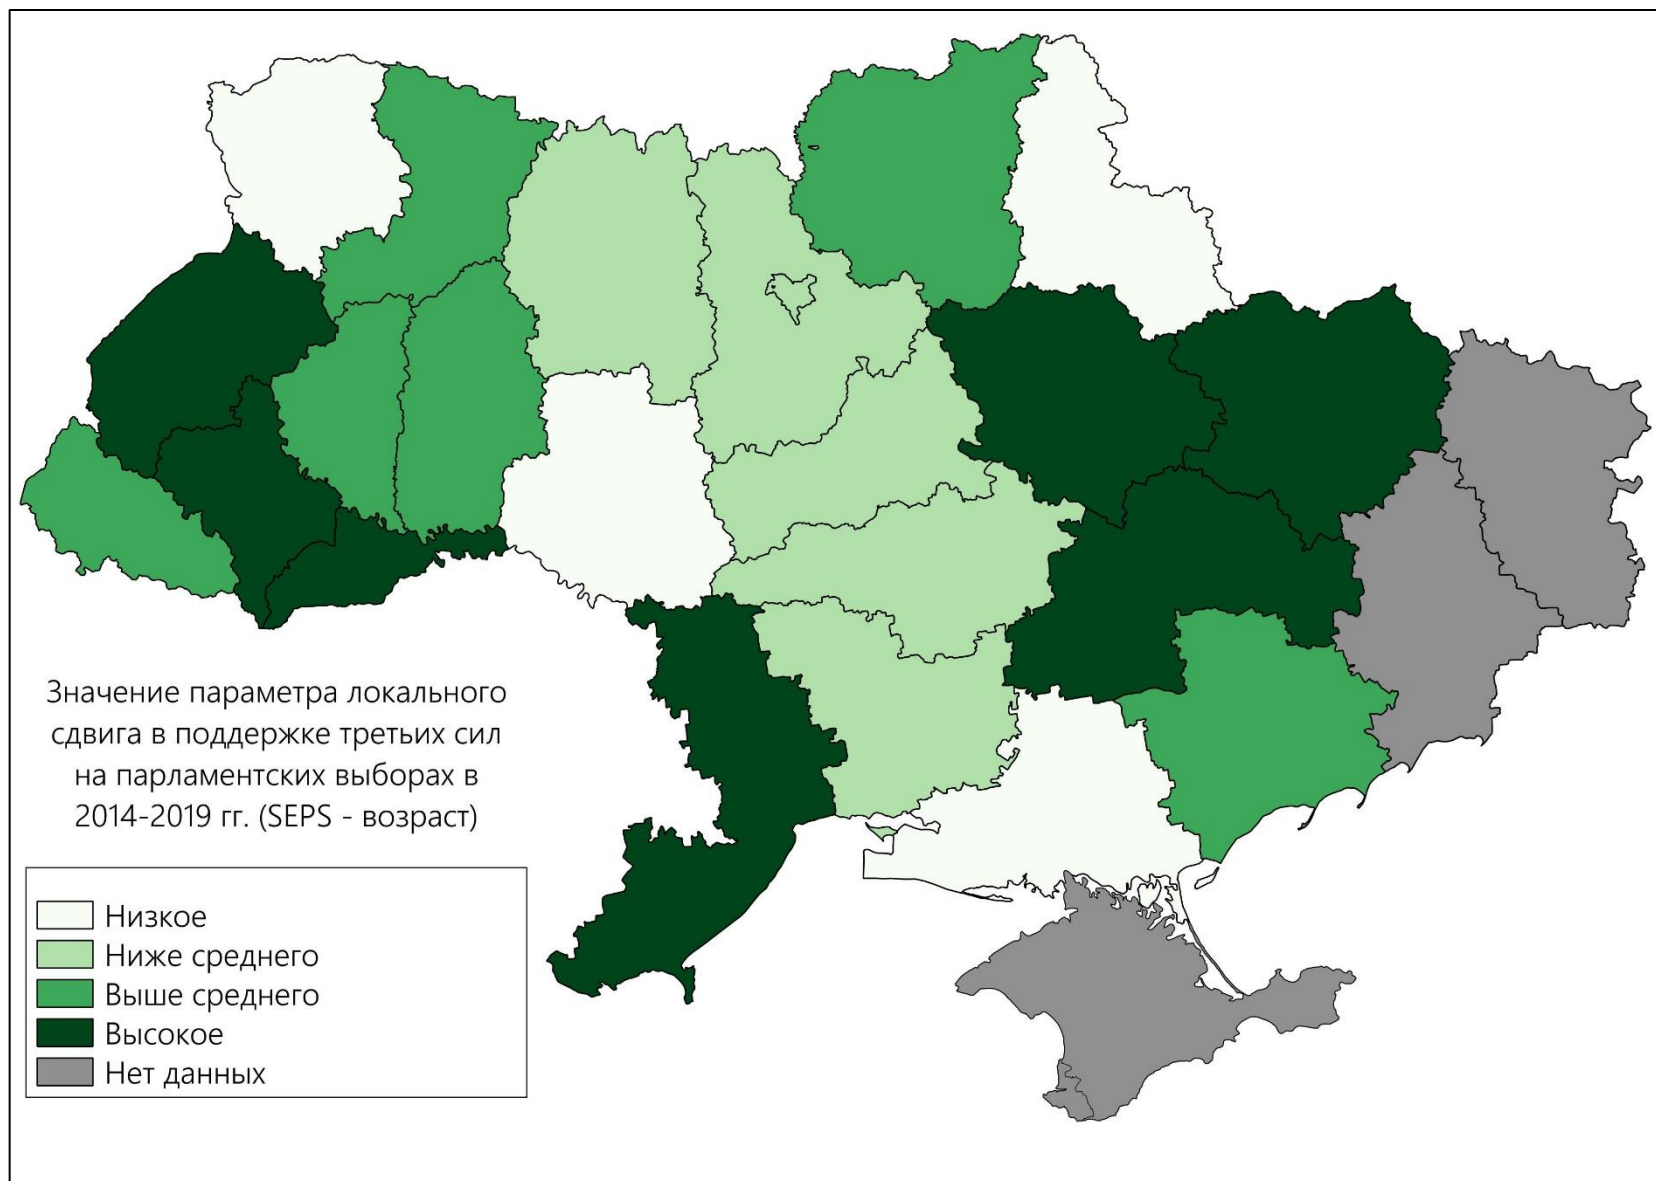 Значение параметра локального
сдвига в поддержке третьих сил
на парламентских выборах в
2014-2019 гг. (SEPS - возраст)
Низкое
Ниже среднего
Выше среднего
Высокое
Нет данных